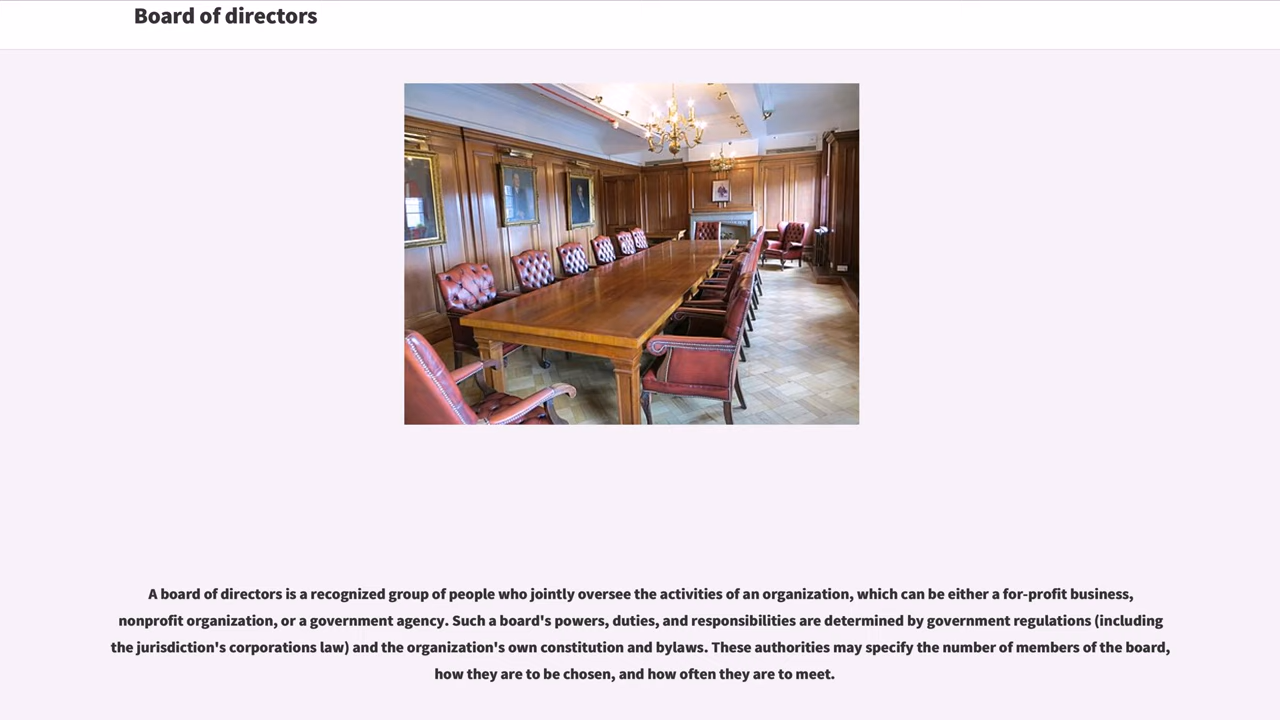 Board of directors
A board of directors is a recognized group of people who jointly oversee the activities of an organization, which can be either a for-profit business,
nonprofit organization, or a government agency. Such a board's powers, duties, and responsibilities are determined by government regulations (including
the jurisdiction's corporations law) and the organization's own constitution and bylaws. These authorities may specify the number of members of the board,
how they are to be chosen, and how often they are to meet.